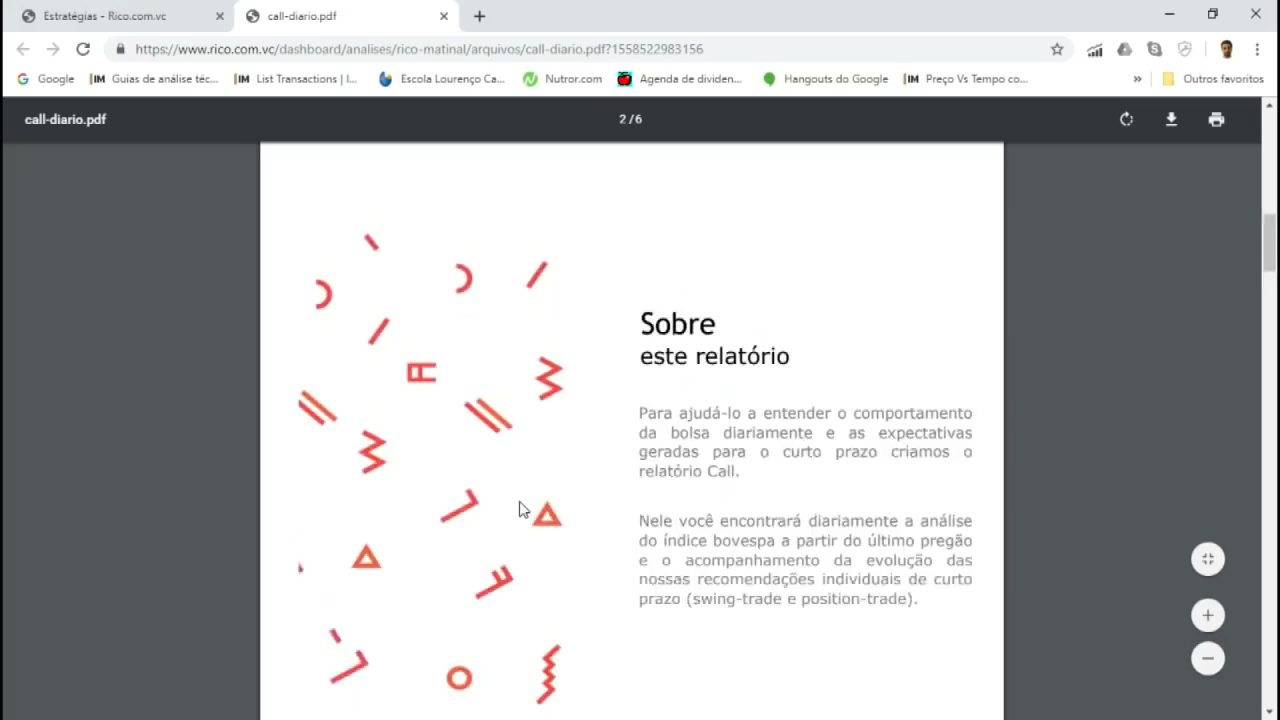 Estratégias - Rico.com.vc
call-diario.pdf
https://www.rico.com.vc/dashboard/analises/rico-matinal/arquivos/call-diario.pdf?1558522983156
Google
Guias de análise téc...
List Transactions | I...
Escola Lourenço Ca...
Nutror.com
Agenda de dividen...
Hangouts do Google
Preço Vs Tempo co...
»
Outros favoritos
call-diario.pdf
2 / 6
Sobre
este relatório
Para ajudá-lo a entender o comportamento
da bolsa diariamente e as expectativas
geradas para o curto prazo criamos o
relatório Call.
Nele você encontrará diariamente a análise
do índice bovespa a partir do último pregão
e o acompanhamento da evolução das
nossas recomendações individuais de curto
prazo (swing-trade e position-trade).